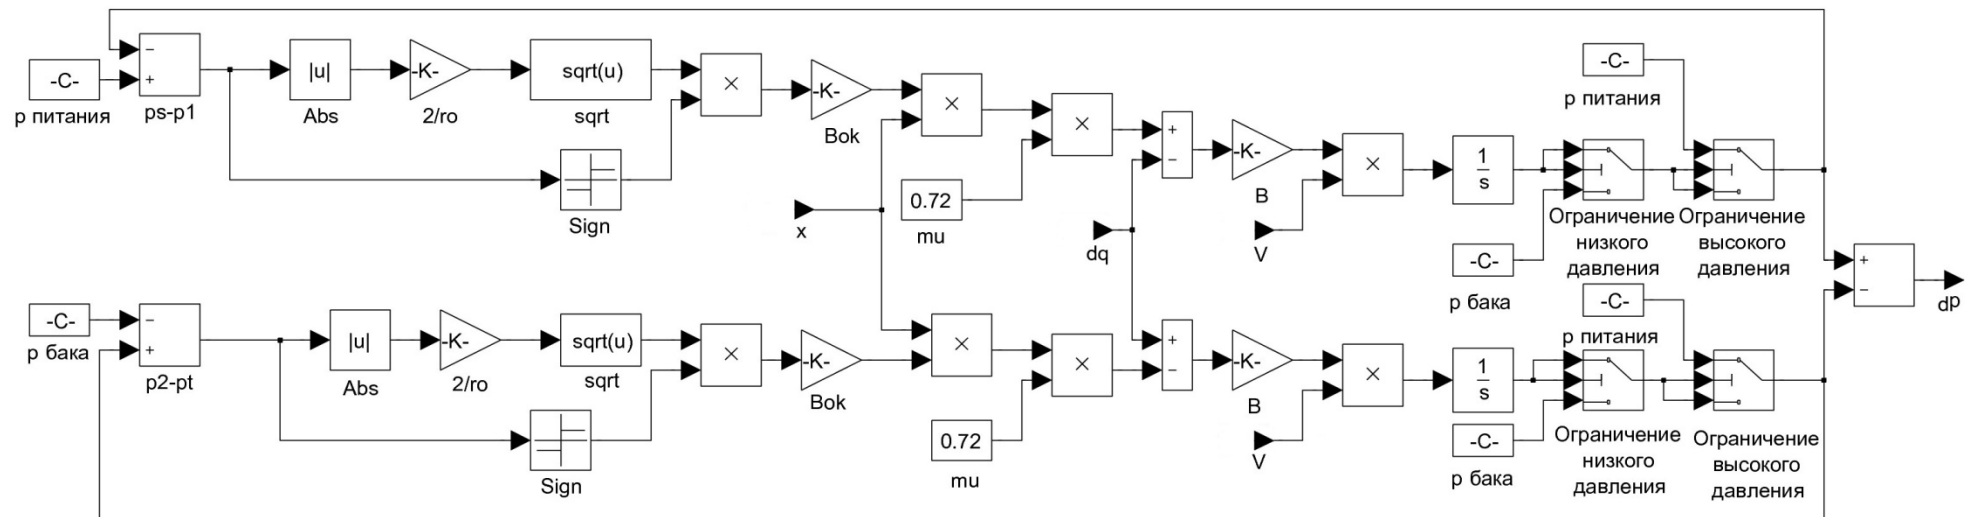 -C-
р питания
−
+
ps-p1
|u|
Abs
-K-
2/ro
sqrt(u)
sqrt
Sign
×
-K-
Bok
×
x
0.72
mu
×
dq
+
−
-K-
B
V
×
1
s
-C-
р питания
Ограничение
низкого
давления
Ограничение
высокого
давления
-C-
р бака
+
−
dp
-C-
р бака
−
+
p2-pt
|u|
Abs
-K-
2/ro
sqrt(u)
sqrt
Sign
×
-K-
Bok
×
0.72
mu
×
+
−
-K-
B
V
×
1
s
-C-
р питания
-C-
р бака
Ограничение
низкого
давления
Ограничение
высокого
давления